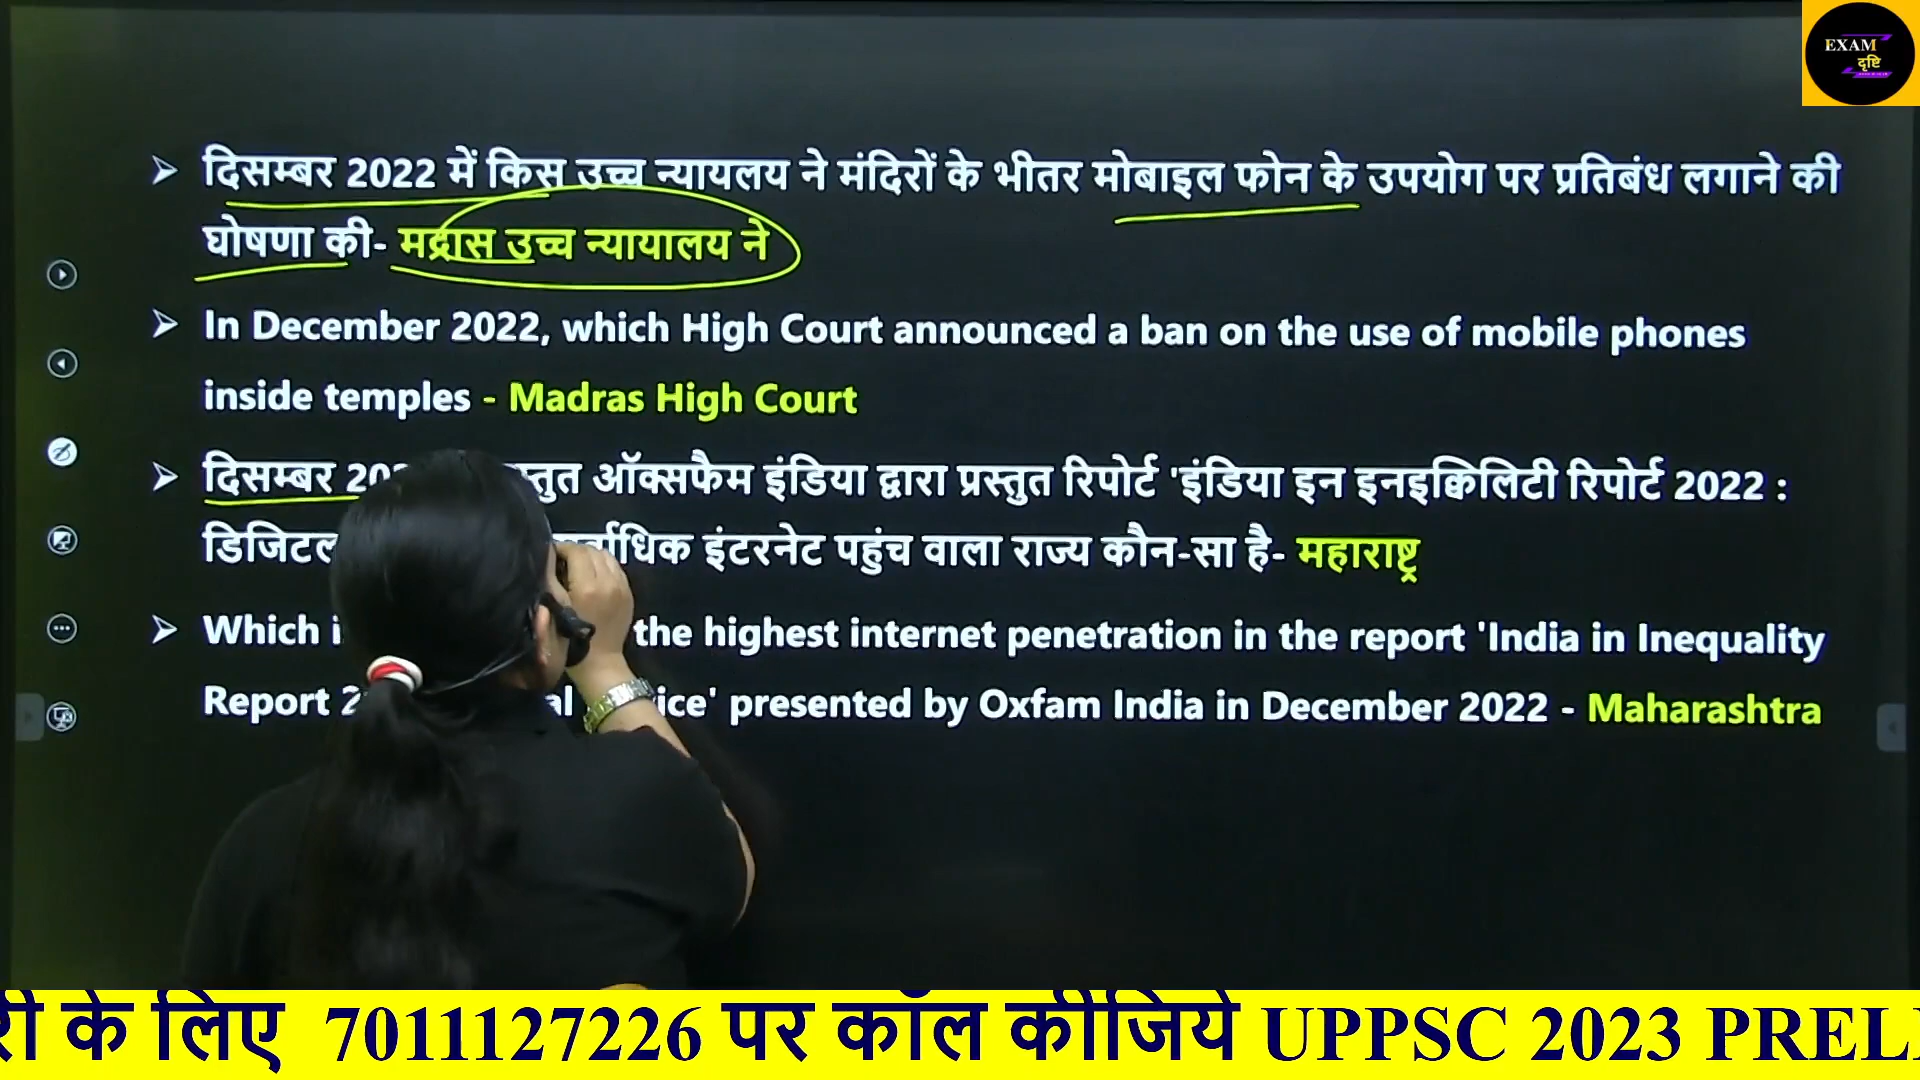 EXAM
दृष्टि
➤ दिसम्बर 2022 में किस उच्च न्यायलय ने मंदिरों के भीतर मोबाइल फोन के उपयोग पर प्रतिबंध लगाने की
घोषणा की- मद्रास उच्च न्यायालय ने
➤ In December 2022, which High Court announced a ban on the use of mobile phones
inside temples - Madras High Court
➤ दिसम्बर ऑक्सफैम इंडिया द्वारा प्रस्तुत रिपोर्ट 'इंडिया इन इनइक्विलिटी रिपोर्ट 2022 :
इंटरनेट पहुंच वाला राज्य कौन-सा है- महाराष्ट्र
➤ Which the highest internet penetration in the report 'India in Inequality
Report presented by Oxfam India in December 2022 - Maharashtra
के लिए 7011127226 पर कॉल कीजिये UPPSC 2023